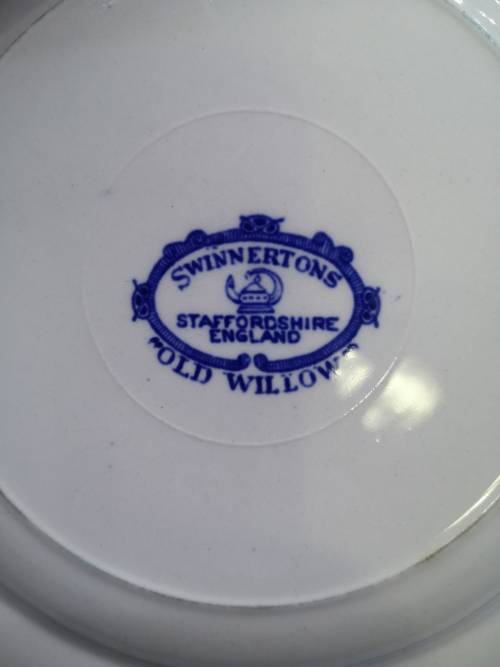 SWINNERTONS
STAFFORDSHIRE
ENGLAND
"OLD WILLOW"